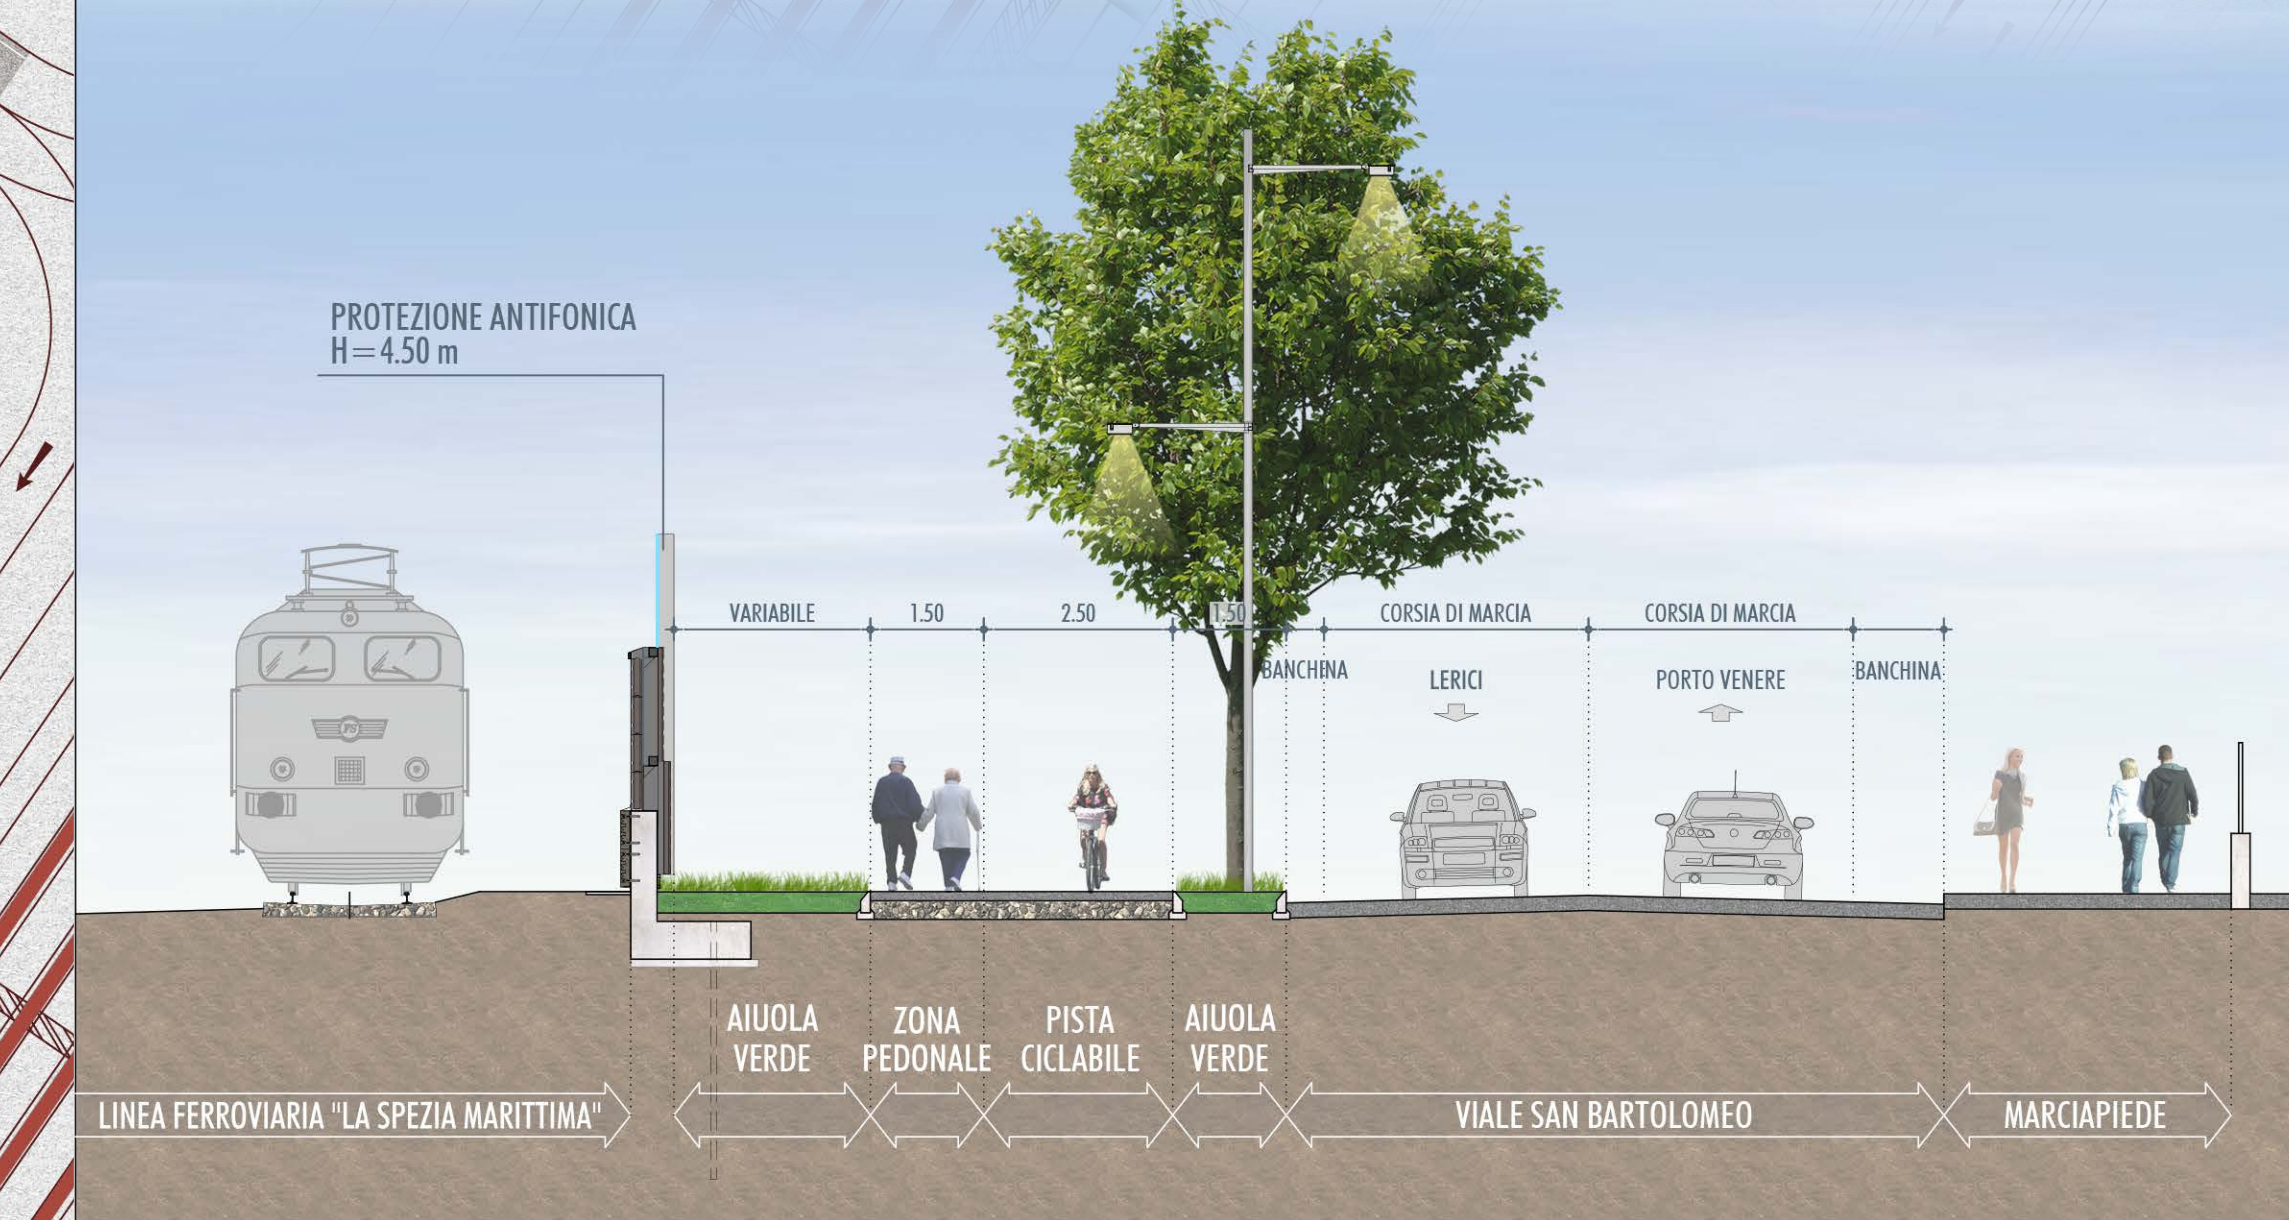 PROTEZIONE ANTIFONICA
H=4.50 m
VARIABILE
1.50
2.50
1.50
CORSIA DI MARCIA
CORSIA DI MARCIA
BANCHINA
LERICI
PORTO VENERE
BANCHINA
FS
AIUOLA
VERDE
ZONA
PEDONALE
PISTA
CICLABILE
AIUOLA
VERDE
LINEA FERROVIARIA "LA SPEZIA MARITTIMA"
VIALE SAN BARTOLOMEO
MARCIAPIEDE